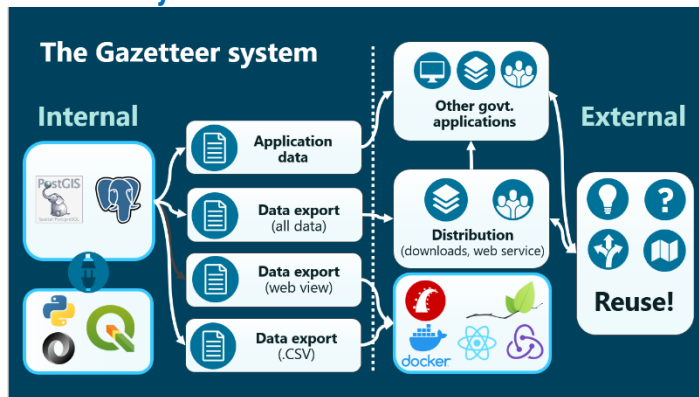 The Gazetteer system
Internal
External
PostGIS
Application
data
Data export
(all data)
Data export
(web view)
Data export
(.CSV)
Other govt.
applications
Distribution
(downloads, web service)
docker
?
Reuse!